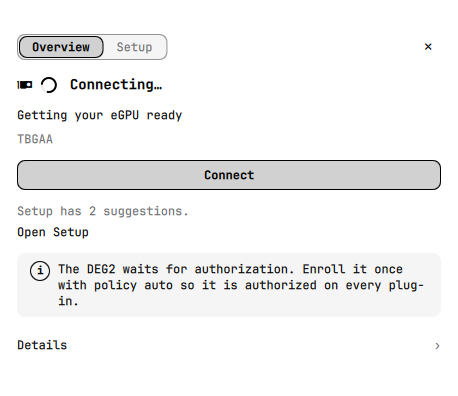 Overview Setup ×
Connecting…
Getting your eGPU ready
TBGAA
Connect
Setup has 2 suggestions.
Open Setup
i The DEG2 waits for authorization. Enroll it once
with policy auto so it is authorized on every plug-
in.
Details ›